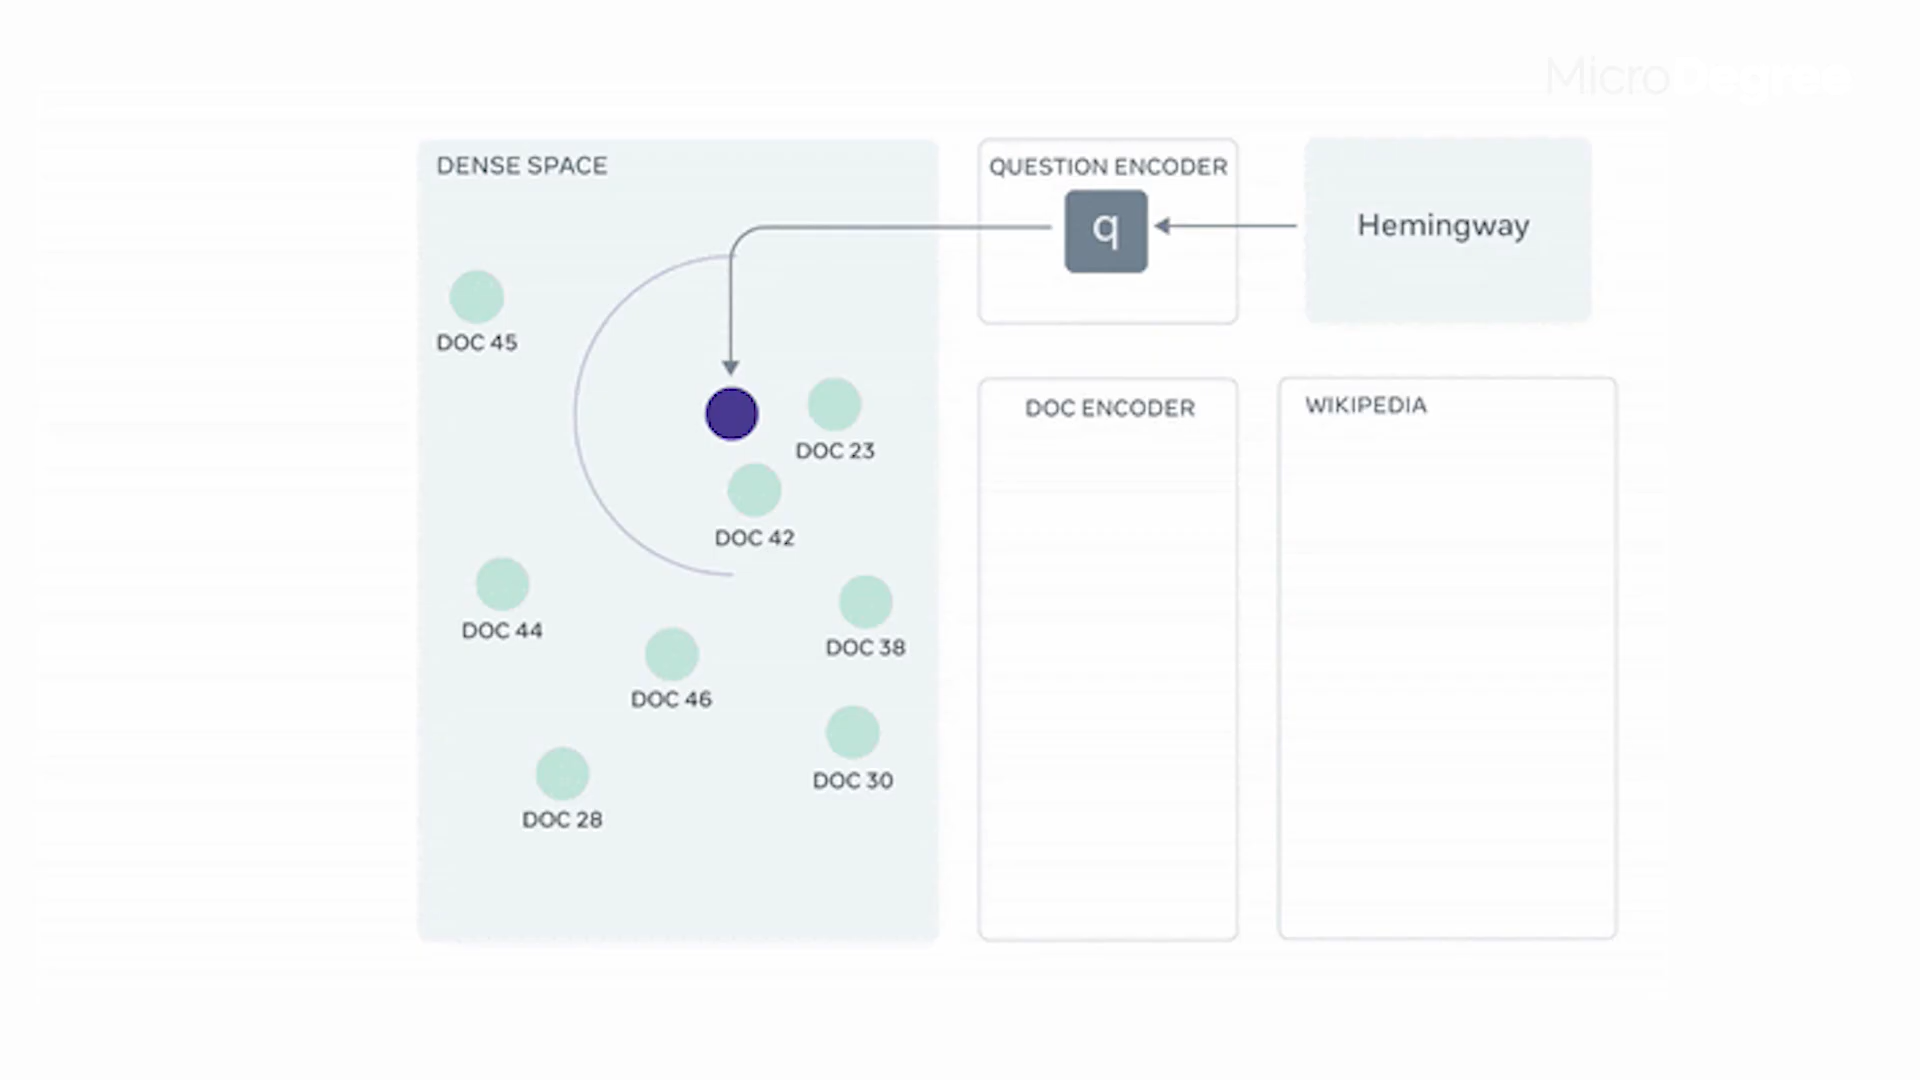 MicroDegree
DENSE SPACE
QUESTION ENCODER
q
Hemingway
DOC 45
DOC 23
DOC 42
DOC 44
DOC 38
DOC 46
DOC 30
DOC 28
DOC ENCODER
WIKIPEDIA